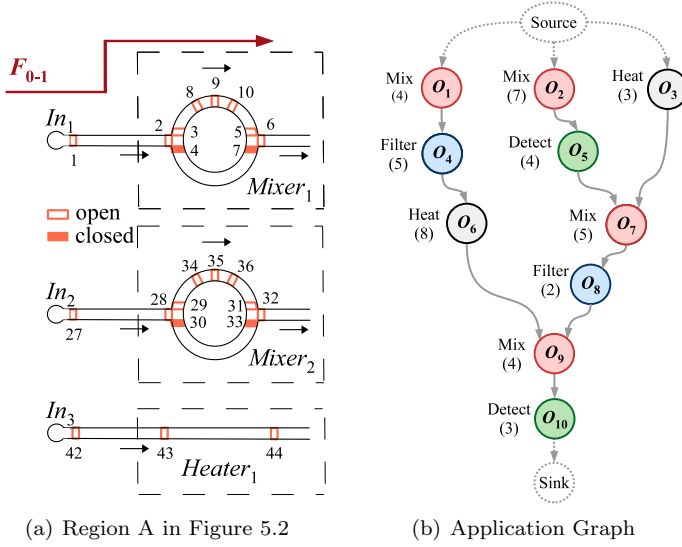 F0-1
8 9 10
In1
2 3 5 6
4 7
1
Mixer1
open
closed
35
34 36
In2
28 29 31 32
30 33
27
Mixer2
In3
42 43 44
Heater1
(a) Region A in Figure 5.2
Source
Mix
(4)
O1
Mix
(7)
O2
Heat
(3)
O3
Filter
(5)
O4
Detect
(4)
O5
Heat
(8)
O6
Mix
(5)
O7
Filter
(2)
O8
Mix
(4)
O9
Detect
(3)
O10
Sink
(b) Application Graph